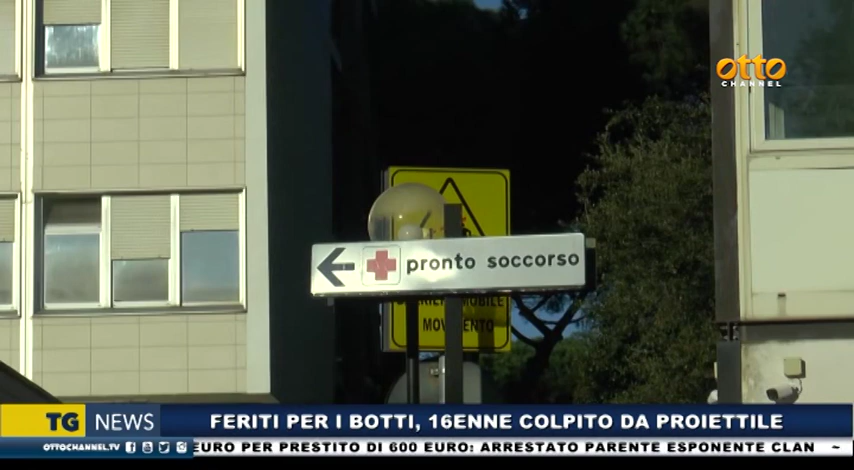 otto
CHANNEL
pronto soccorso
MOBILE
TG NEWS
FERITI PER I BOTTI, 16ENNE COLPITO DA PROIETTILE
OTTOCHANNEL.TV
EURO PER PRESTITO DI 600 EURO: ARRESTATO PARENTE ESPONENTE CLAN ~